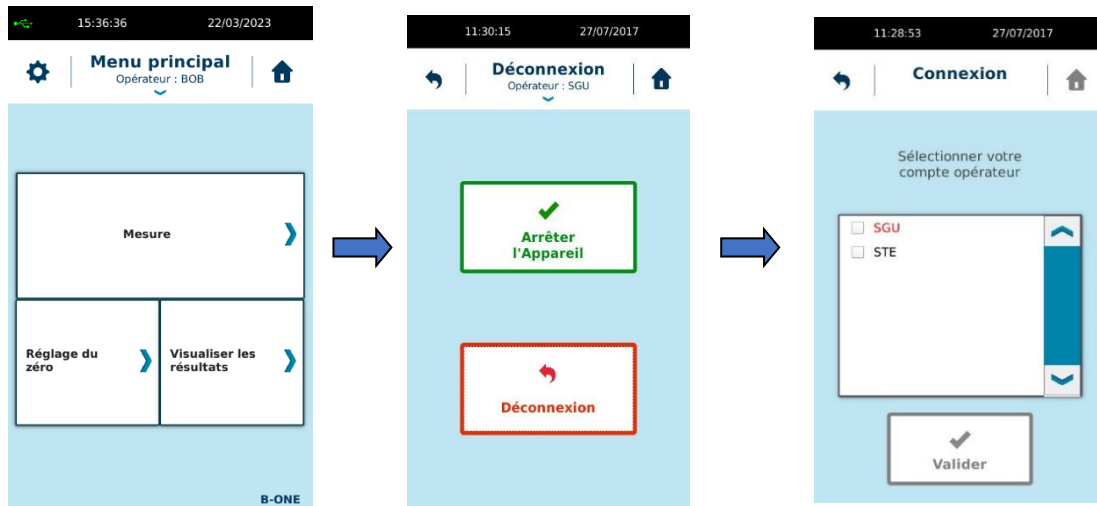 15:36:36 22/03/2023
Menu principal
Opérateur : BOB
Mesure
Réglage du
zéro
Visualiser les
résultats
B-ONE
11:30:15 27/07/2017
Déconnexion
Opérateur : SGU
Arrêter
l'Appareil
Déconnexion
11:28:53 27/07/2017
Connexion
Sélectionner votre
compte opérateur
SGU
STE
Valider